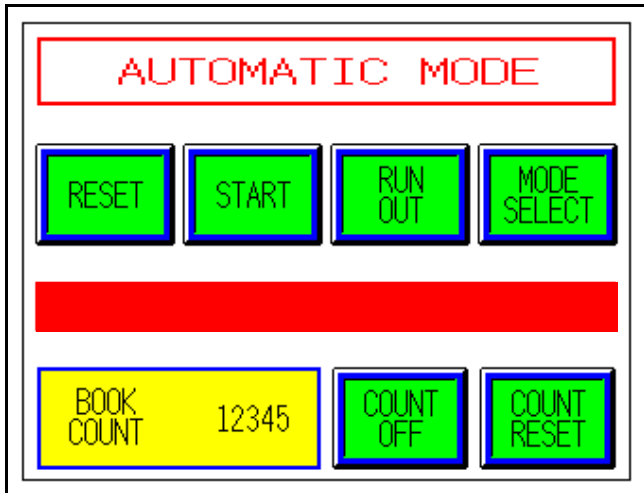 AUTOMATIC MODE
RESET
START
RUN
OUT
MODE
SELECT
BOOK
COUNT
12345
COUNT
OFF
COUNT
RESET